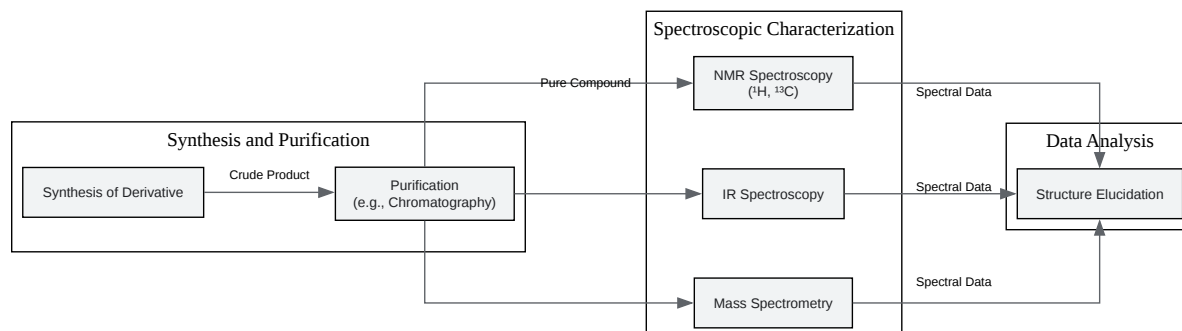 Spectroscopic Characterization
Pure Compound
NMR Spectroscopy
(¹H, ¹³C)
Spectral Data
Synthesis and Purification
Data Analysis
Synthesis of Derivative
Crude Product
Purification
(e.g., Chromatography)
IR Spectroscopy
Spectral Data
Structure Elucidation
Mass Spectrometry
Spectral Data